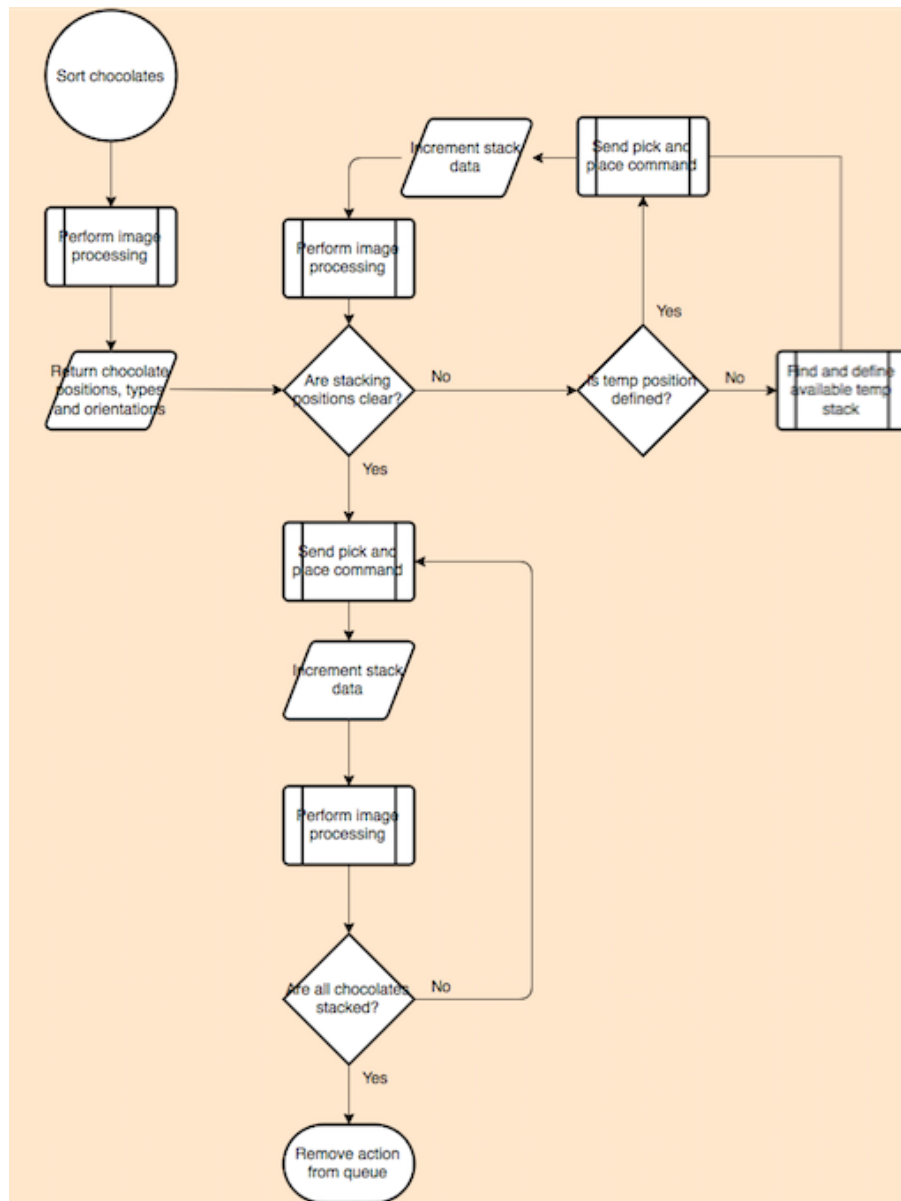 Sort chocolates
Increment stack
data
Send pick and
place command
Perform image
processing
Perform image
processing
Yes
Return chocolate
positions, types
and orientations
Are stacking
positions clear?
No
Is temp position
defined?
No
Find and define
available temp
stack
Yes
Send pick and
place command
Increment stack
data
Perform image
processing
Are all chocolates
stacked?
No
Yes
Remove action
from queue